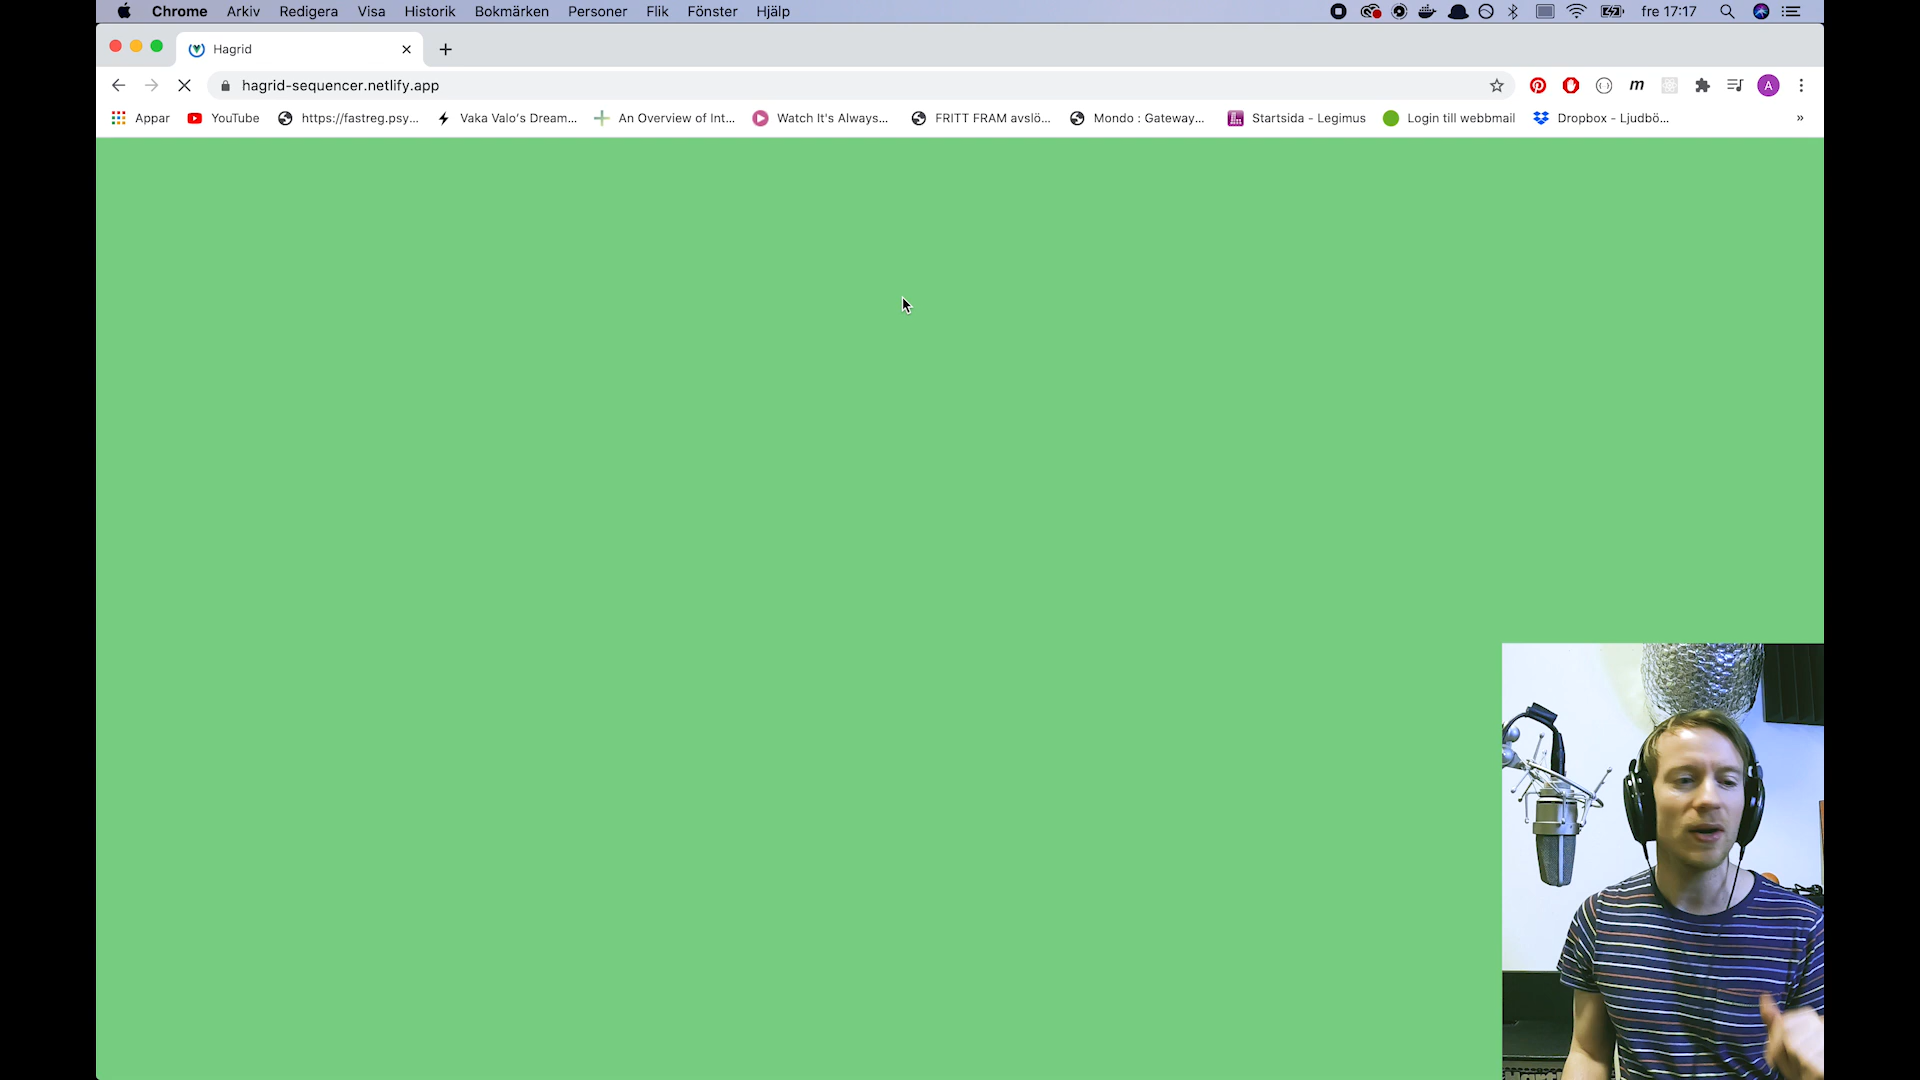 Chrome Arkiv Redigera Visa Historik Bokmärken Personer Flik Fönster Hjälp fre 17:17
Hagrid
hagrid-sequencer.netlify.app m A
Appar YouTube https://fastreg.psy... Vaka Valo's Dream... An Overview of Int... Watch It's Always... FRITT FRAM avslö... Mondo : Gateway... Startsida - Legimus Login till webbmail Dropbox - Ljudbö... »